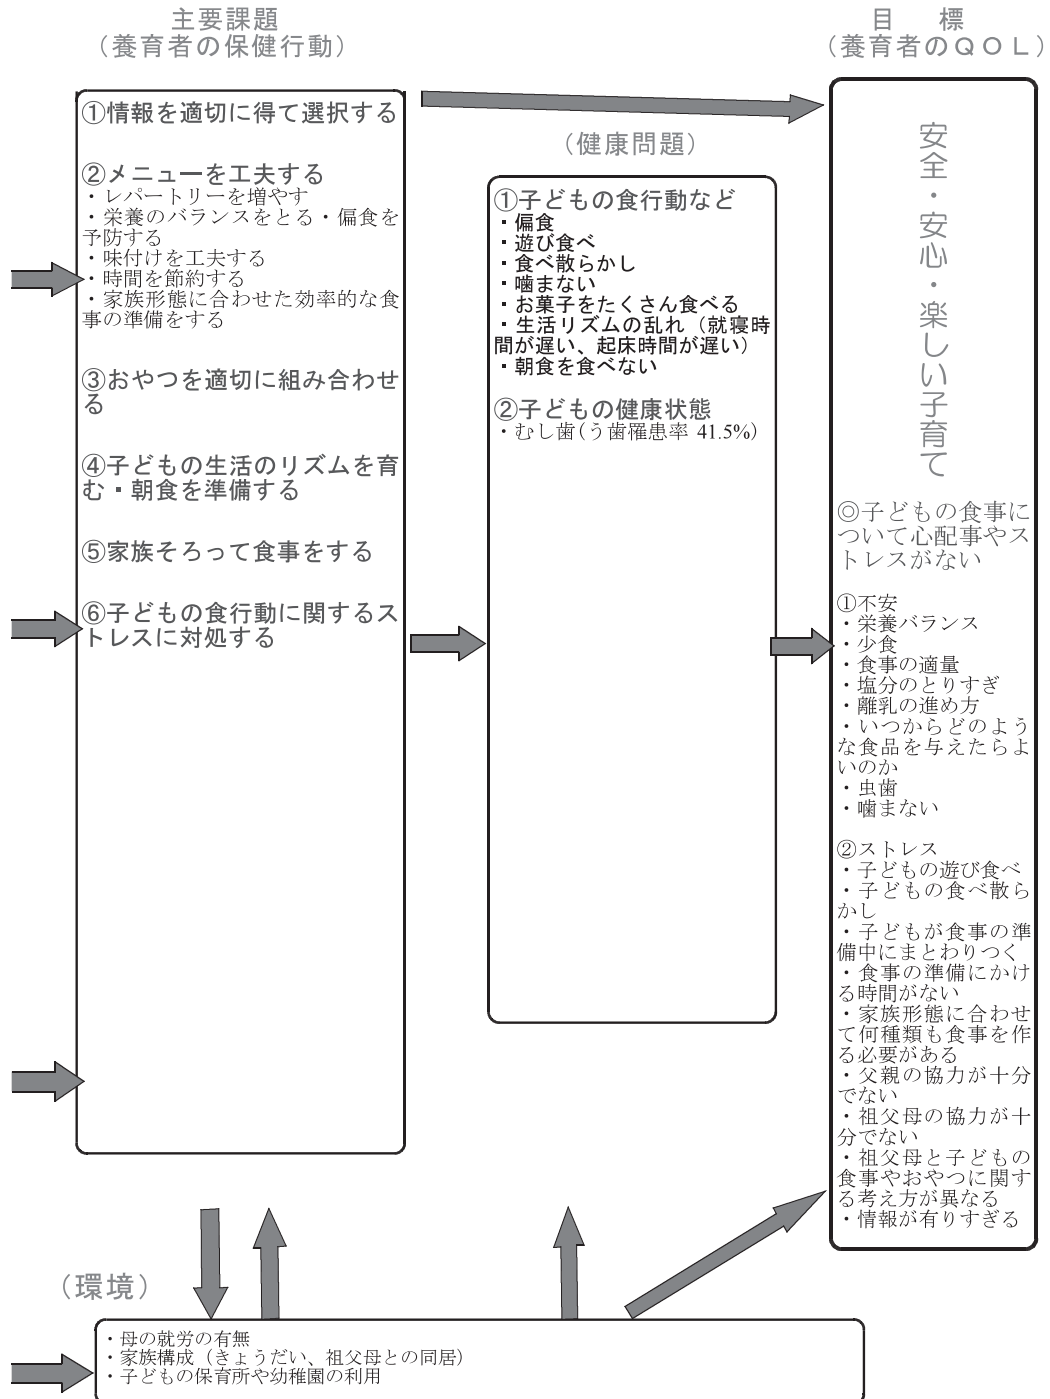 主要課題
（養育者の保健行動）
①情報を適切に得て選択する
②メニューを工夫する
・レパートリーを増やす
・栄養のバランスをとる・偏食を
予防する
・味付けを工夫する
・時間を節約する
・家族形態に合わせた効率的な食
事の準備をする
③おやつを適切に組み合わせ
る
④子どもの生活のリズムを育
む・朝食を準備する
⑤家族そろって食事をする
⑥子どもの食行動に関するス
トレスに対処する
（健康問題）
①子どもの食行動など
・偏食
・遊び食べ
・食べ散らかし
・噛まない
・お菓子をたくさん食べる
・生活リズムの乱れ（就寝時
間が遅い、起床時間が遅い）
・朝食を食べない
②子どもの健康状態
・むし歯（う歯罹患率 41.5%）
目　標
（養育者のＱＯＬ）
安全・安心・楽しい子育て
◎子どもの食事に
ついて心配事やス
トレスがない
①不安
・栄養バランス
・少食
・食事の適量
・塩分のとりすぎ
・離乳の進め方
・いつからどのよう
な食品を与えたらよ
いのか
・虫歯
・噛まない
②ストレス
・子どもの遊び食べ
・子どもの食べ散ら
かし
・子どもが食事の準
備中にまとわりつく
・食事の準備にかけ
る時間がない
・家族形態に合わせ
て何種類も食事を作
る必要がある
・父親の協力が十分
でない
・祖父母の協力が十
分でない
・祖父母と子どもの
食事やおやつに関す
る考え方が異なる
・情報が有りすぎる
（環境）
・母の就労の有無
・家族構成（きょうだい、祖父母との同居）
・子どもの保育所や幼稚園の利用